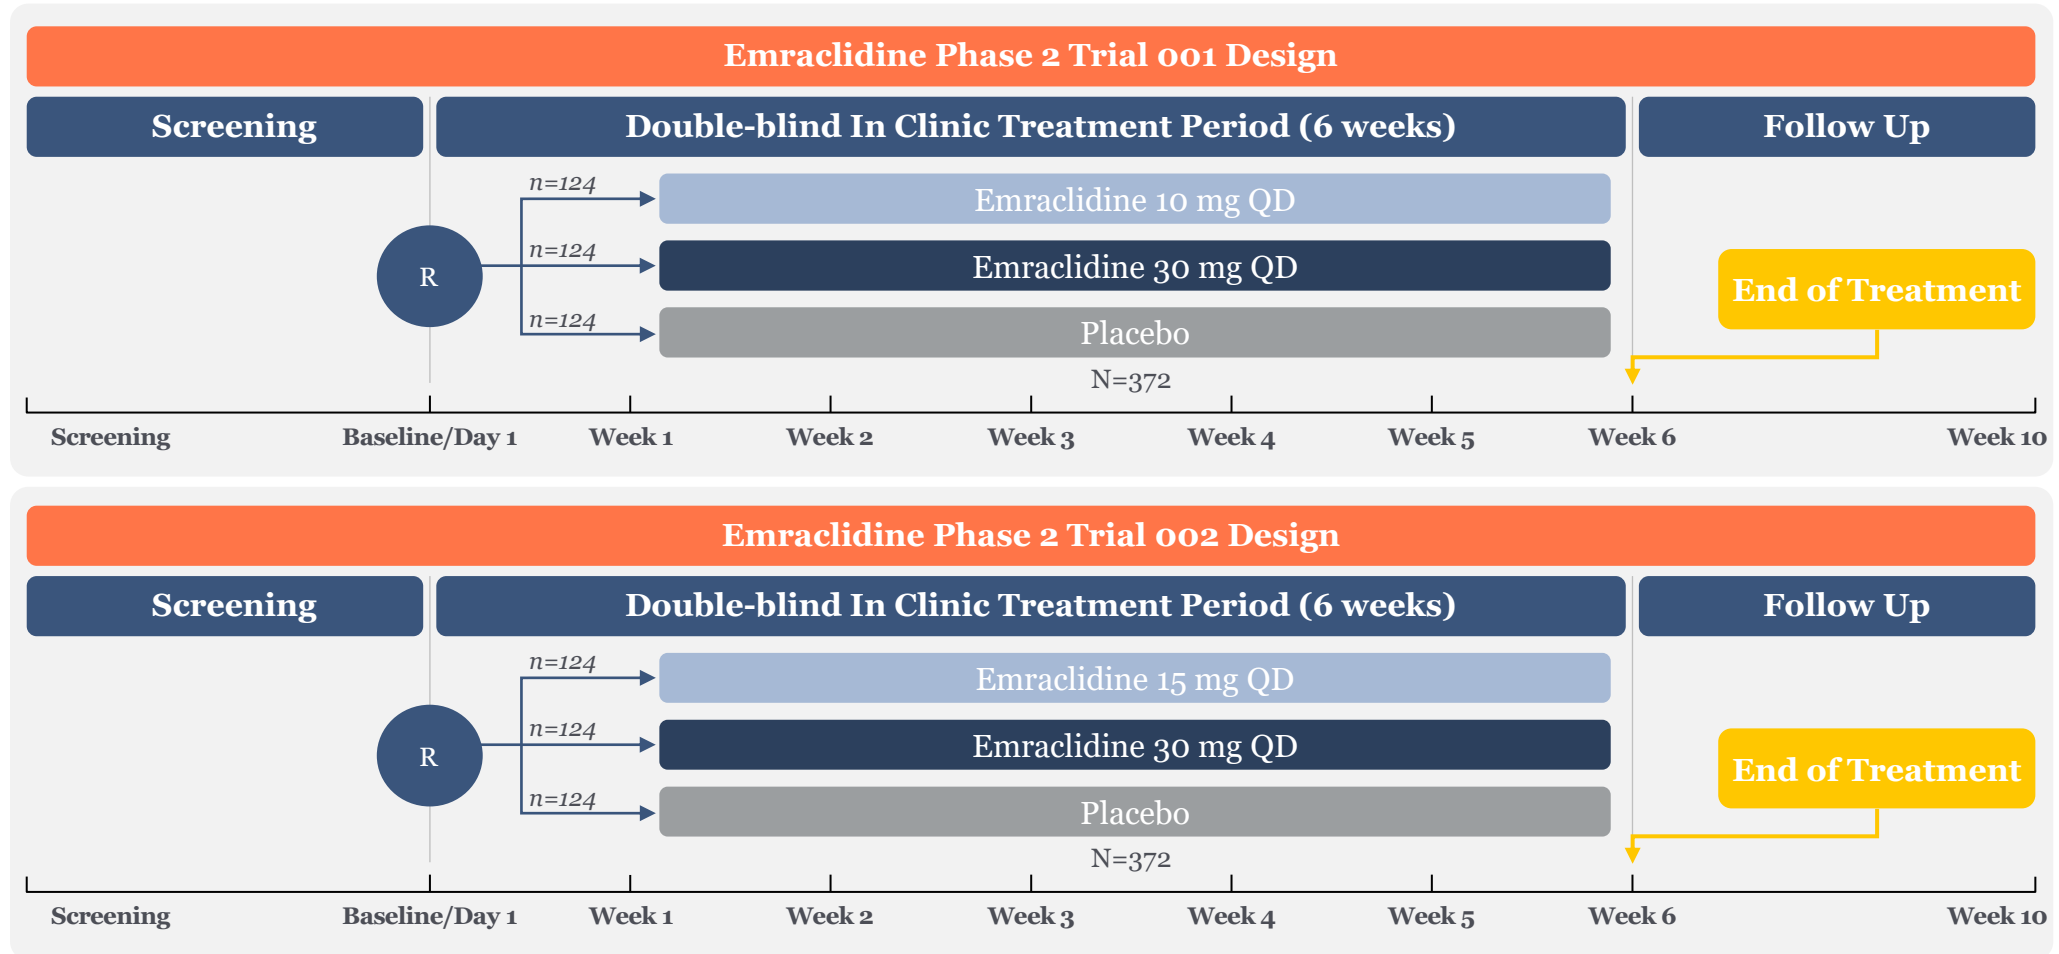 Emraclidine Phase 2 Trial 001 Design
Screening
Double-blind In Clinic Treatment Period (6 weeks)
Follow Up
n=124
Emraclidine 10 mg QD
R
n=124
Emraclidine 30 mg QD
End of Treatment
n=124
Placebo
N=372
Screening
Baseline/Day 1
Week 1
Week 2
Week 3
Week 4
Week 5
Week 6
Week 10
Emraclidine Phase 2 Trial 002 Design
Screening
Double-blind In Clinic Treatment Period (6 weeks)
Follow Up
n=124
Emraclidine 15 mg QD
R
n=124
Emraclidine 30 mg QD
End of Treatment
n=124
Placebo
N=372
Screening
Baseline/Day 1
Week 1
Week 2
Week 3
Week 4
Week 5
Week 6
Week 10